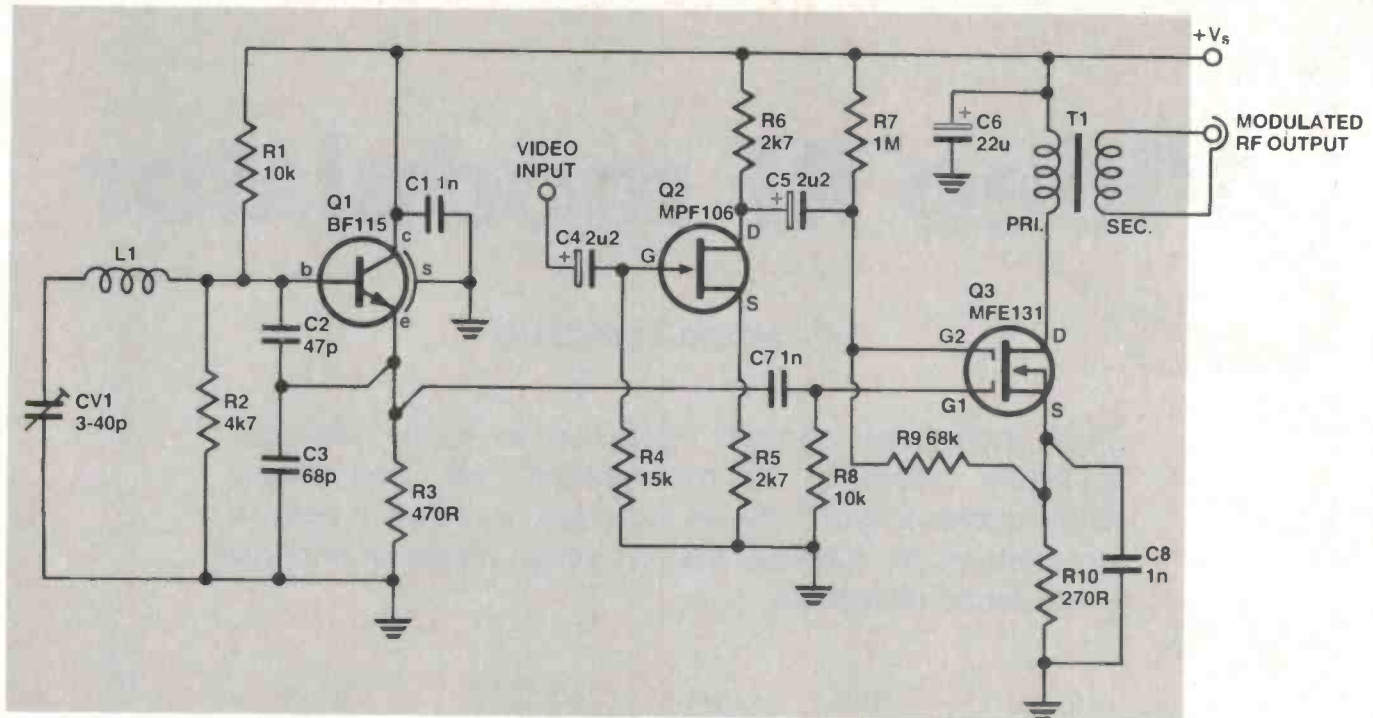 +Vs
MODULATED
RF OUTPUT
T1
PRI.
SEC.
C6
22u
+
R7
1M
R6
2k7
C5 2u2
+
VIDEO
INPUT
C4 2u2
+
Q2
MPF106
G
D
S
R1
10k
Q1
BF115
C1 1n
b
c
s
e
L1
C2
47p
CV1
3-40p
R2
4k7
C3
68p
R3
470R
R4
15k
R5
2k7
C7 1n
R8
10k
R9 68k
Q3
MFE131
G2
G1
D
S
R10
270R
C8
1n